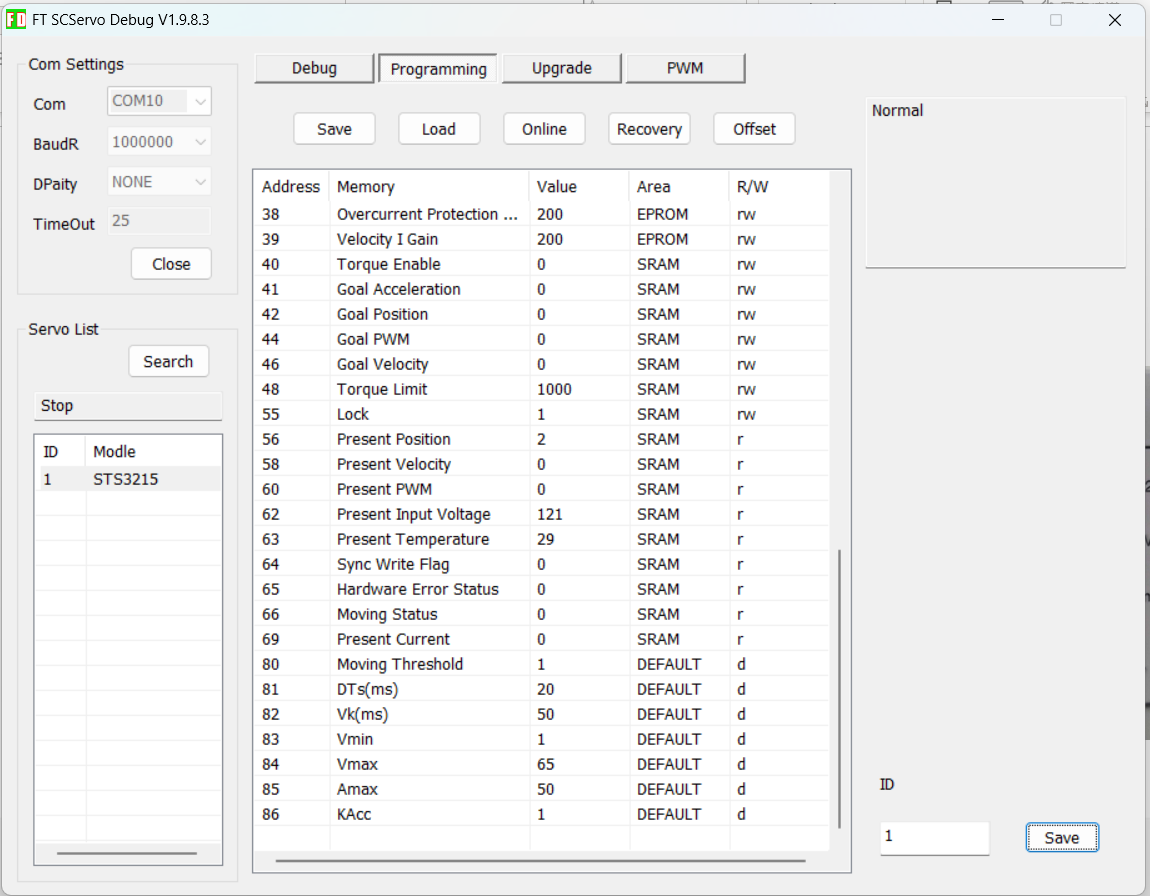 FT SCServo Debug V1.9.8.3
Com Settings
Com COM10
BaudR 1000000
DPaity NONE
TimeOut 25
Close
Servo List
Search
Stop
ID Modle
1 STS3215
Debug Programming Upgrade PWM
Save Load Online Recovery Offset
Address Memory Value Area R/W
38 Overcurrent Protection ... 200 EPROM rw
39 Velocity I Gain 200 EPROM rw
40 Torque Enable 0 SRAM rw
41 Goal Acceleration 0 SRAM rw
42 Goal Position 0 SRAM rw
44 Goal PWM 0 SRAM rw
46 Goal Velocity 0 SRAM rw
48 Torque Limit 1000 SRAM rw
55 Lock 1 SRAM rw
56 Present Position 2 SRAM r
58 Present Velocity 0 SRAM r
60 Present PWM 0 SRAM r
62 Present Input Voltage 121 SRAM r
63 Present Temperature 29 SRAM r
64 Sync Write Flag 0 SRAM r
65 Hardware Error Status 0 SRAM r
66 Moving Status 0 SRAM r
69 Present Current 0 SRAM r
80 Moving Threshold 1 DEFAULT d
81 DTs(ms) 20 DEFAULT d
82 Vk(ms) 50 DEFAULT d
83 Vmin 1 DEFAULT d
84 Vmax 65 DEFAULT d
85 Amax 50 DEFAULT d
86 KAcc 1 DEFAULT d
Normal
ID
1 Save